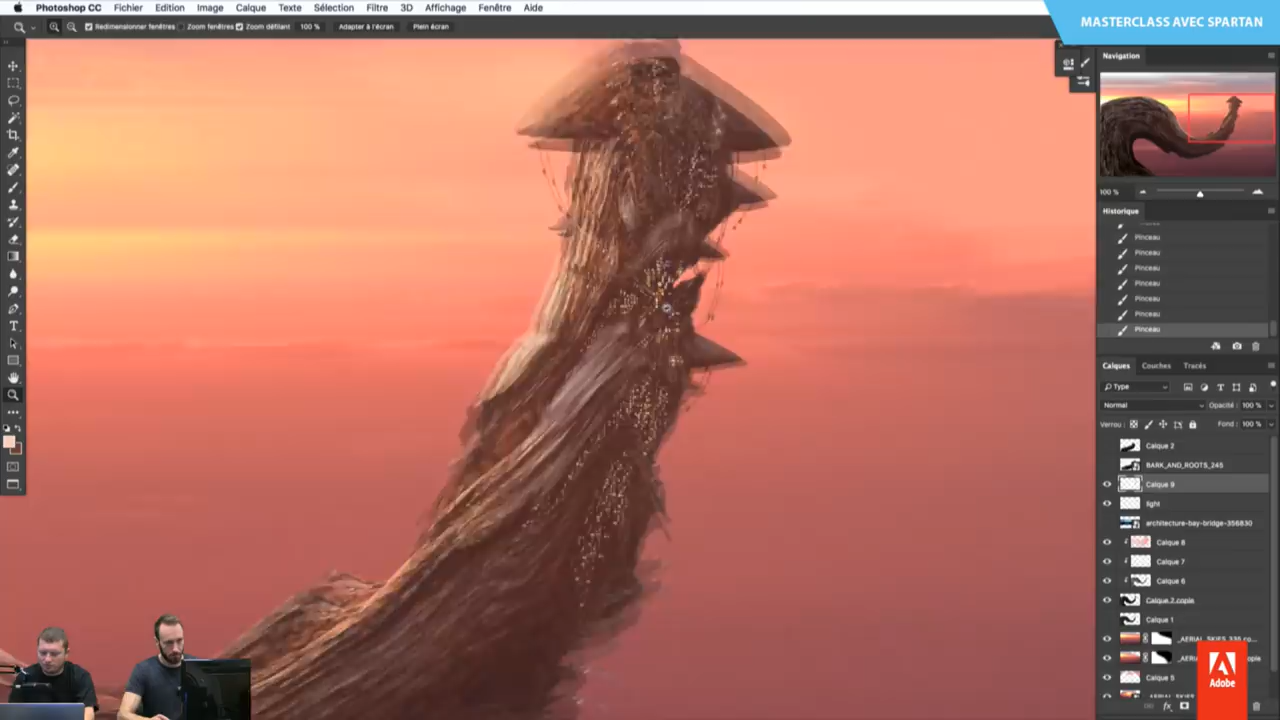 Photoshop CC Fichier Edition Image Calque Texte Sélection Filtre 3D Affichage Fenêtre Aide
MASTERCLASS AVEC SPARTAN
Redimensionner fenêtres Zoom fenêtres Zoom défilant 100 % Adapter à l'écran Plein écran
Navigation
100 %
Historique
Pinceau
Pinceau
Pinceau
Pinceau
Pinceau
Pinceau
Pinceau
Calques Couches Tracés
Type
Normal Opacité : 100 %
Verrou : Fond : 100 %
Calque 2
BARK_AND_ROOTS_245
Calque 9
light
architecture-bay-bridge-356830
Calque 8
Calque 7
Calque 6
Calque 2 copie
Calque 1
_AERIAL_SKIES_330 co...
Calque 5
Adobe